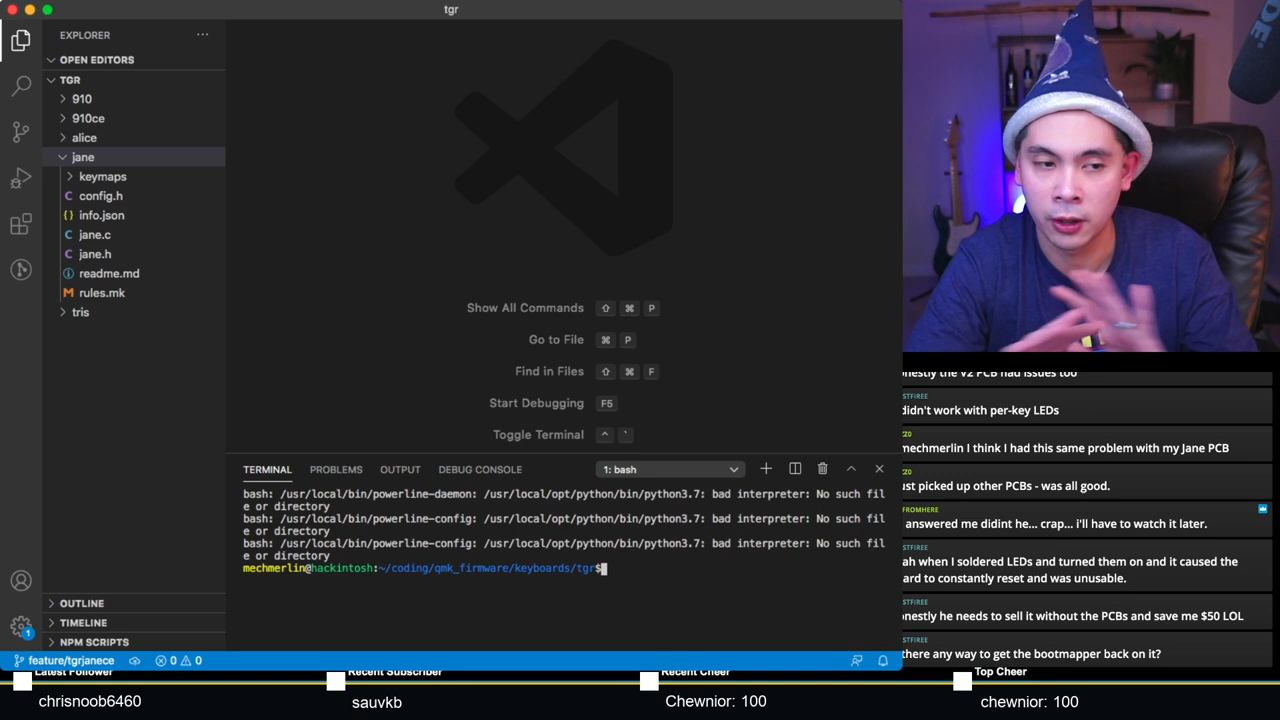 tgr
EXPLORER
OPEN EDITORS
TGR
910
910ce
alice
jane
keymaps
C config.h
{} info.json
C jane.c
C jane.h
readme.md
M rules.mk
tris
OUTLINE
TIMELINE
NPM SCRIPTS
1
Show All Commands ⇧ ⌘ P
Go to File ⌘ P
Find in Files ⇧ ⌘ F
Start Debugging F5
Toggle Terminal ^ `
TERMINAL PROBLEMS OUTPUT DEBUG CONSOLE 1: bash
bash: /usr/local/bin/powerline-daemon: /usr/local/opt/python/bin/python3.7: bad interpreter: No such fil
e or directory
bash: /usr/local/bin/powerline-config: /usr/local/opt/python/bin/python3.7: bad interpreter: No such fil
e or directory
bash: /usr/local/bin/powerline-config: /usr/local/opt/python/bin/python3.7: bad interpreter: No such fil
e or directory
mechmerlin@hackintosh:~/coding/qmk_firmware/keyboards/tgr$
feature/tgrjanece 0 0
the V2 PCB had issues too
STFIREE
didn't work with per-key LEDs
mechmerlin I think I had this same problem with my Jane PCB
ust picked up other PCBs - was all good.
FROMHERE
answered me didint he... crap... i'll have to watch it later.
STFIREE
ah when I soldered LEDs and turned them on and it caused the
ard to constantly reset and was unusable.
STFIREE
onestly he needs to sell it without the PCBs and save me $50 LOL
STFIREE
there any way to get the bootmapper back on it?
Latest Follower
chrisnoob6460
Recent Subscriber
sauvkb
Recent Cheer
Chewnior: 100
Top Cheer
chewnior: 100